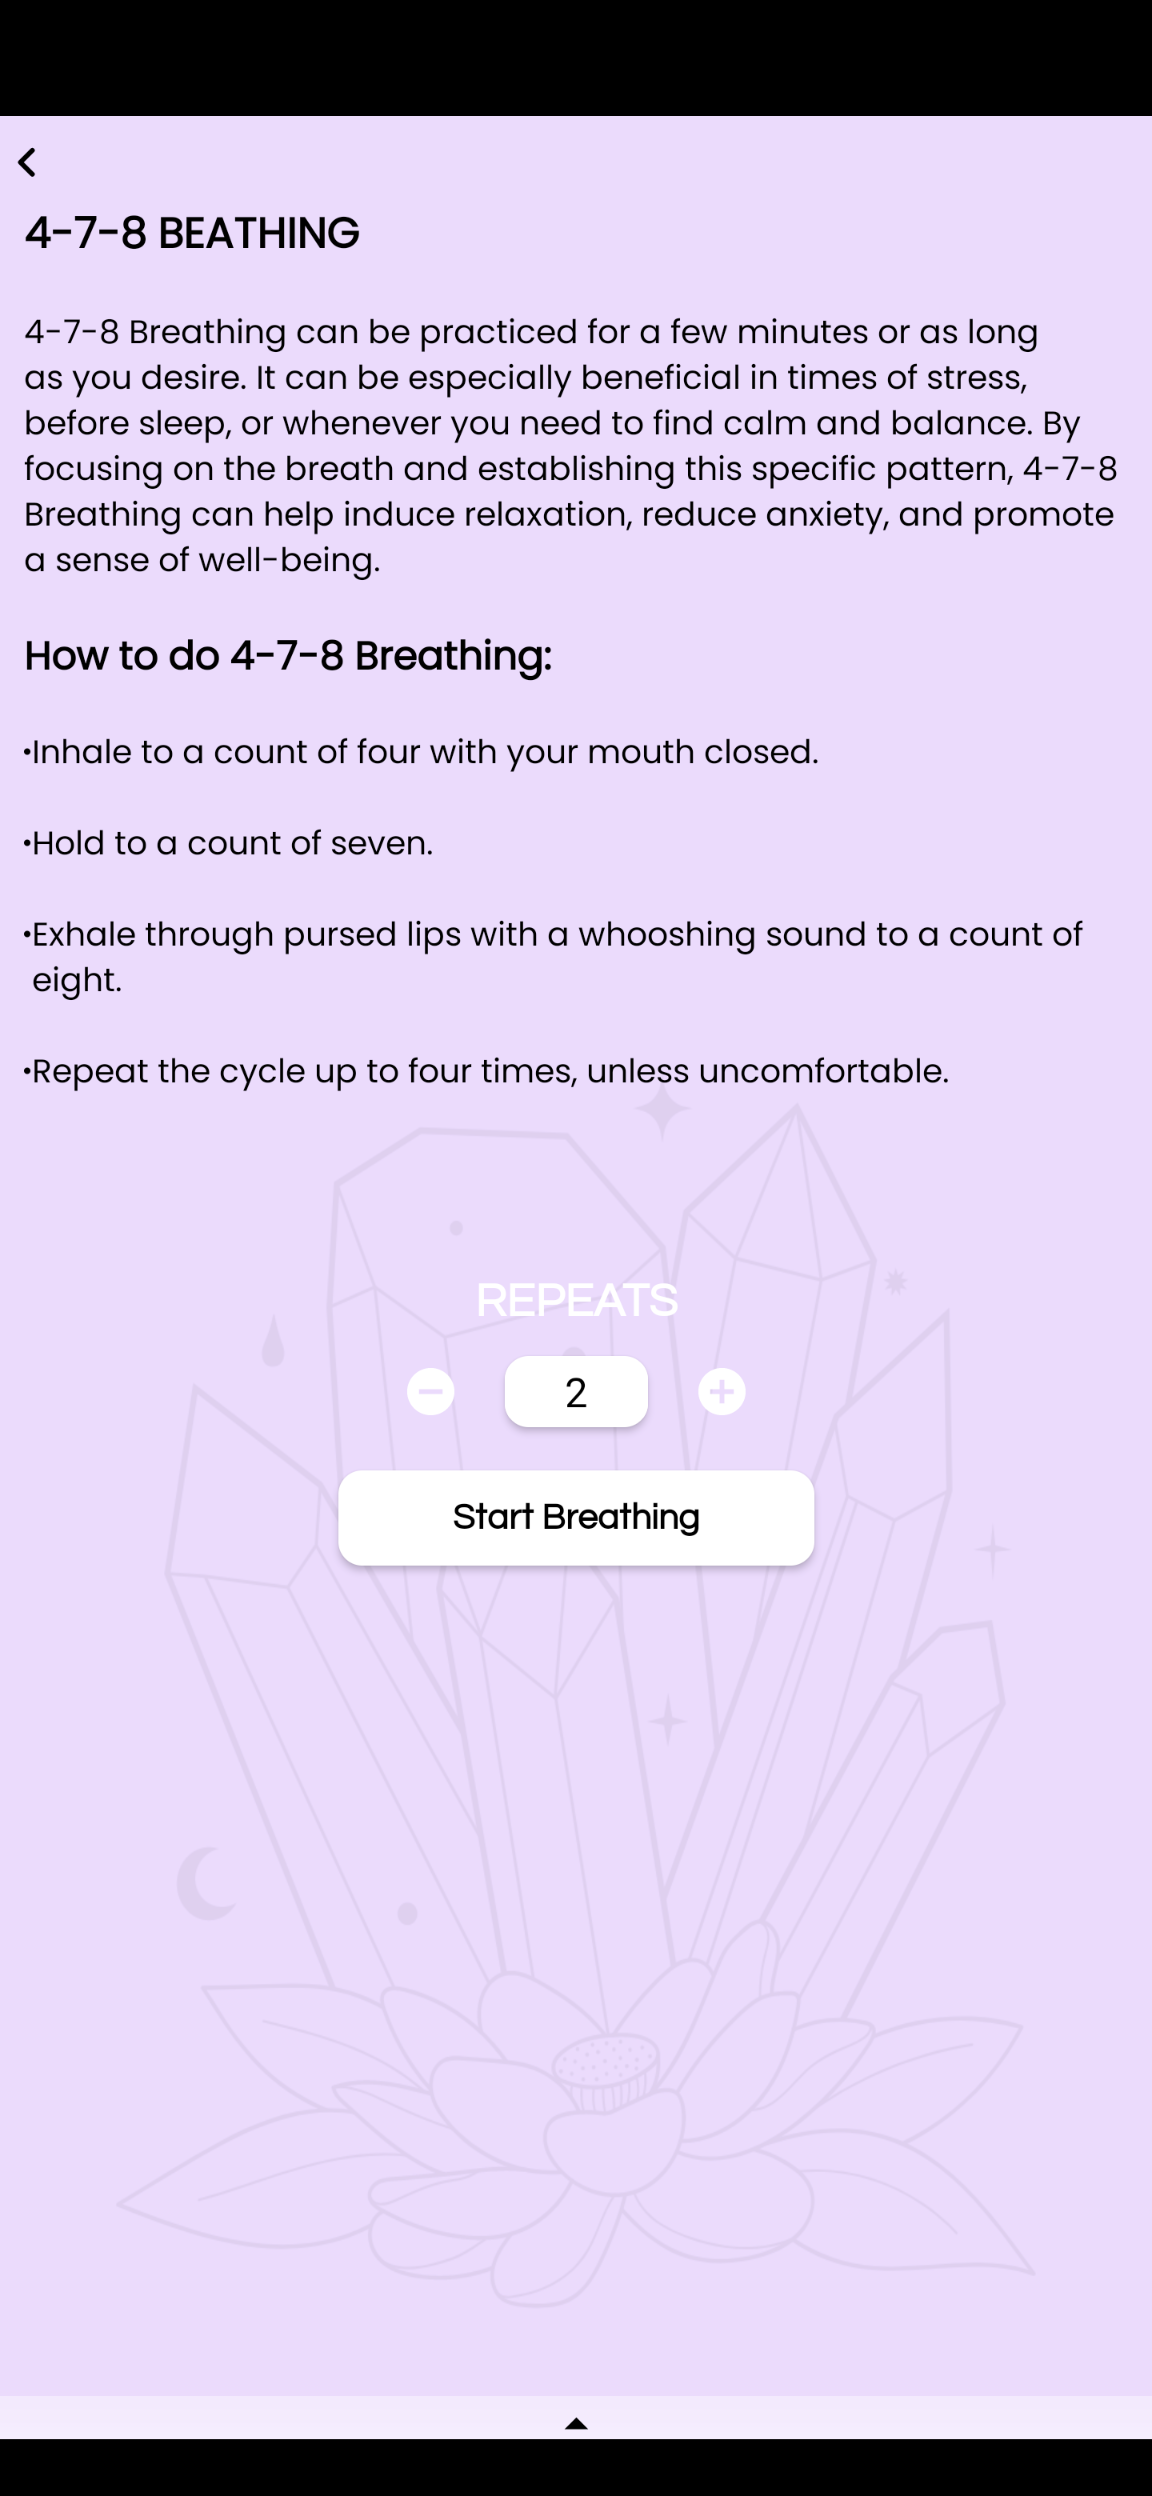 4-7-8 BEATHING
4-7-8 Breathing can be practiced for a few minutes or as long
as you desire. It can be especially beneficial in times of stress,
before sleep, or whenever you need to find calm and balance. By
focusing on the breath and establishing this specific pattern, 4-7-8
Breathing can help induce relaxation, reduce anxiety, and promote
a sense of well-being.
How to do 4-7-8 Breathing:
•Inhale to a count of four with your mouth closed.
•Hold to a count of seven.
•Exhale through pursed lips with a whooshing sound to a count of
eight.
•Repeat the cycle up to four times, unless uncomfortable.
REPEATS
2
Start Breathing